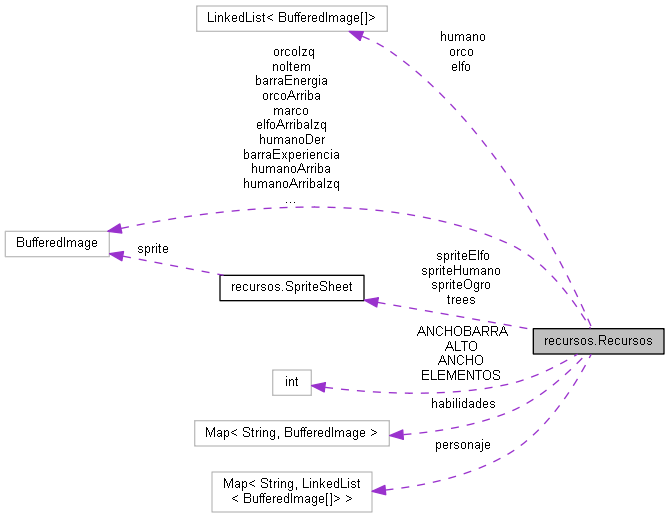 LinkedList< BufferedImage[]>
humano
orco
elfo
orcoIzq
noItem
barraEnergia
orcoArriba
marco
elfoArribaIzq
humanoDer
barraExperiencia
humanoArriba
humanoArribaIzq
...
BufferedImage
sprite
recursos.SpriteSheet
spriteElfo
spriteHumano
spriteOgro
trees
recursos.Recursos
ANCHOBARRA
ALTO
ANCHO
ELEMENTOS
int
habilidades
Map< String, BufferedImage >
personaje
Map< String, LinkedList
< BufferedImage[]> >